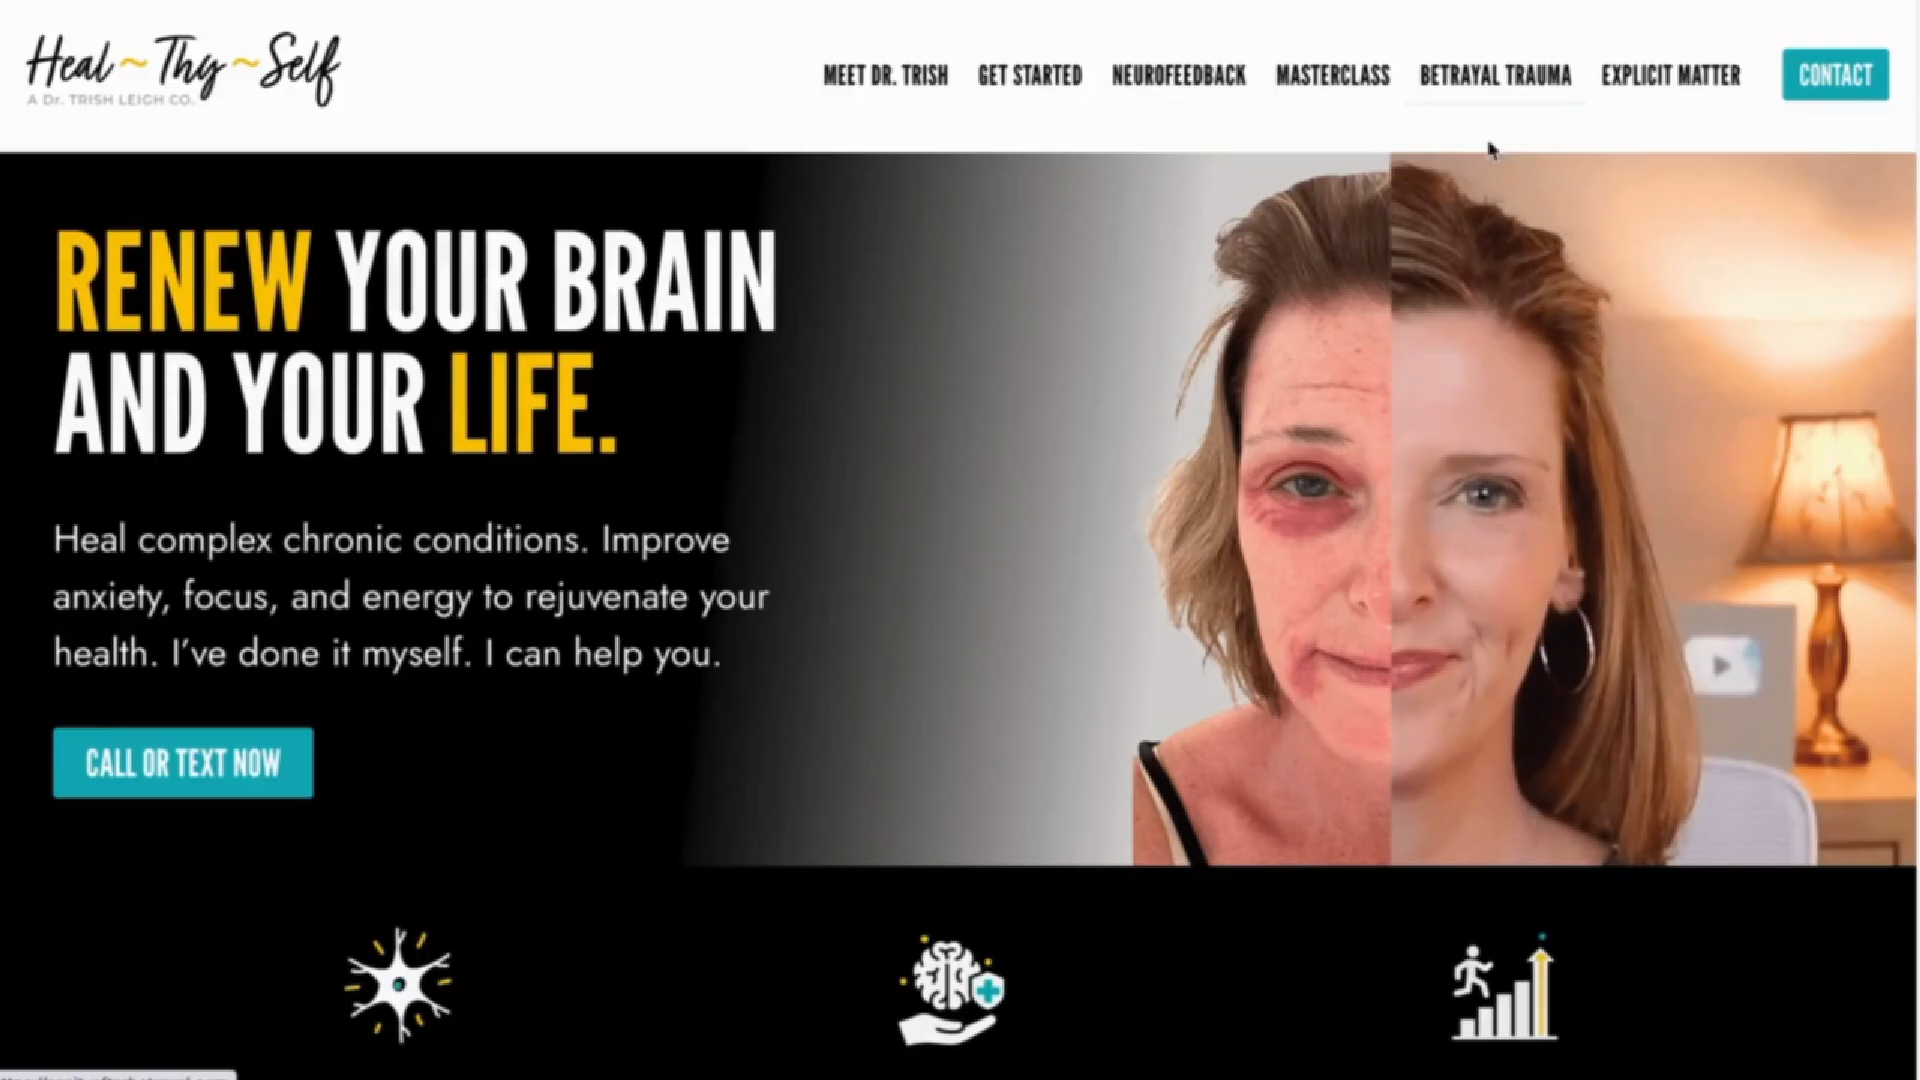 Heal ~ Thy ~ Self
A Dr. TRISH LEIGH CO.
MEET DR. TRISH GET STARTED NEUROFEEDBACK MASTERCLASS BETRAYAL TRAUMA EXPLICIT MATTER CONTACT
RENEW YOUR BRAIN
AND YOUR LIFE.
Heal complex chronic conditions. Improve
anxiety, focus, and energy to rejuvenate your
health. I've done it myself. I can help you.
CALL OR TEXT NOW